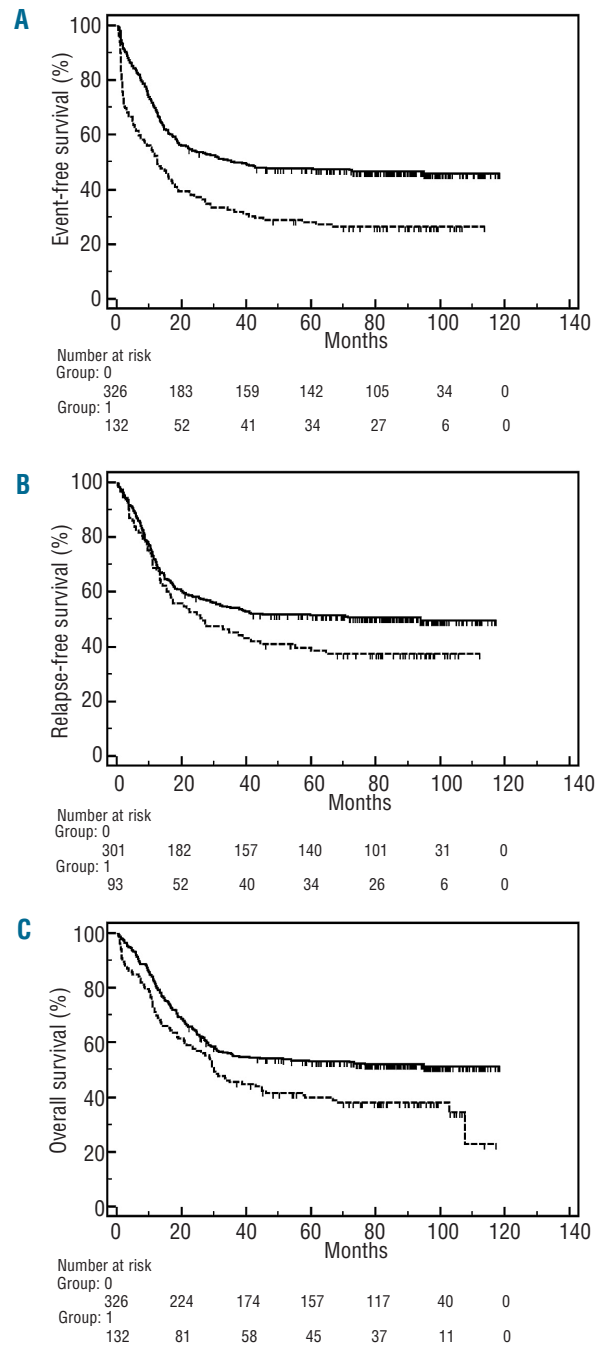 A
Event-free survival (%)
100
80
60
40
20
0
0 20 40 60 80 100 120 140
Months
Number at risk
Group: 0
326 183 159 142 105 34 0
Group: 1
132 52 41 34 27 6 0
B
Relapse-free survival (%)
100
80
60
40
20
0
0 20 40 60 80 100 120 140
Months
Number at risk
Group: 0
301 182 157 140 101 31 0
Group: 1
93 52 40 34 26 6 0
C
Overall survival (%)
100
80
60
40
20
0
0 20 40 60 80 100 120 140
Months
Number at risk
Group: 0
326 224 174 157 117 40 0
Group: 1
132 81 58 45 37 11 0